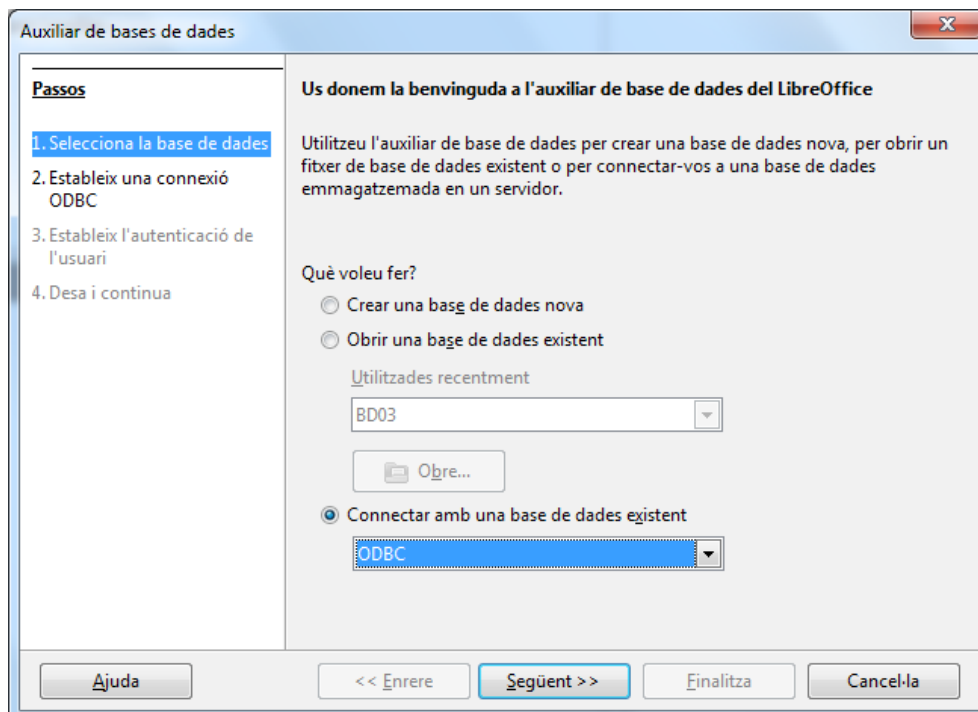 Auxiliar de bases de dades
Passos
1. Selecciona la base de dades
2. Estableix una connexió
ODBC
3. Estableix l'autenticació de
l'usuari
4. Desa i continua
Us donem la benvinguda a l'auxiliar de base de dades del LibreOffice
Utilitzeu l'auxiliar de base de dades per crear una base de dades nova, per obrir un
fitxer de base de dades existent o per connectar-vos a una base de dades
emmagatzemada en un servidor.
Què voleu fer?
Crear una base de dades nova
Obrir una base de dades existent
Utilitzades recentment
BD03
Obre...
Connectar amb una base de dades existent
ODBC
Ajuda
<< Enrere
Següent >>
Finalitza
Cancel·la